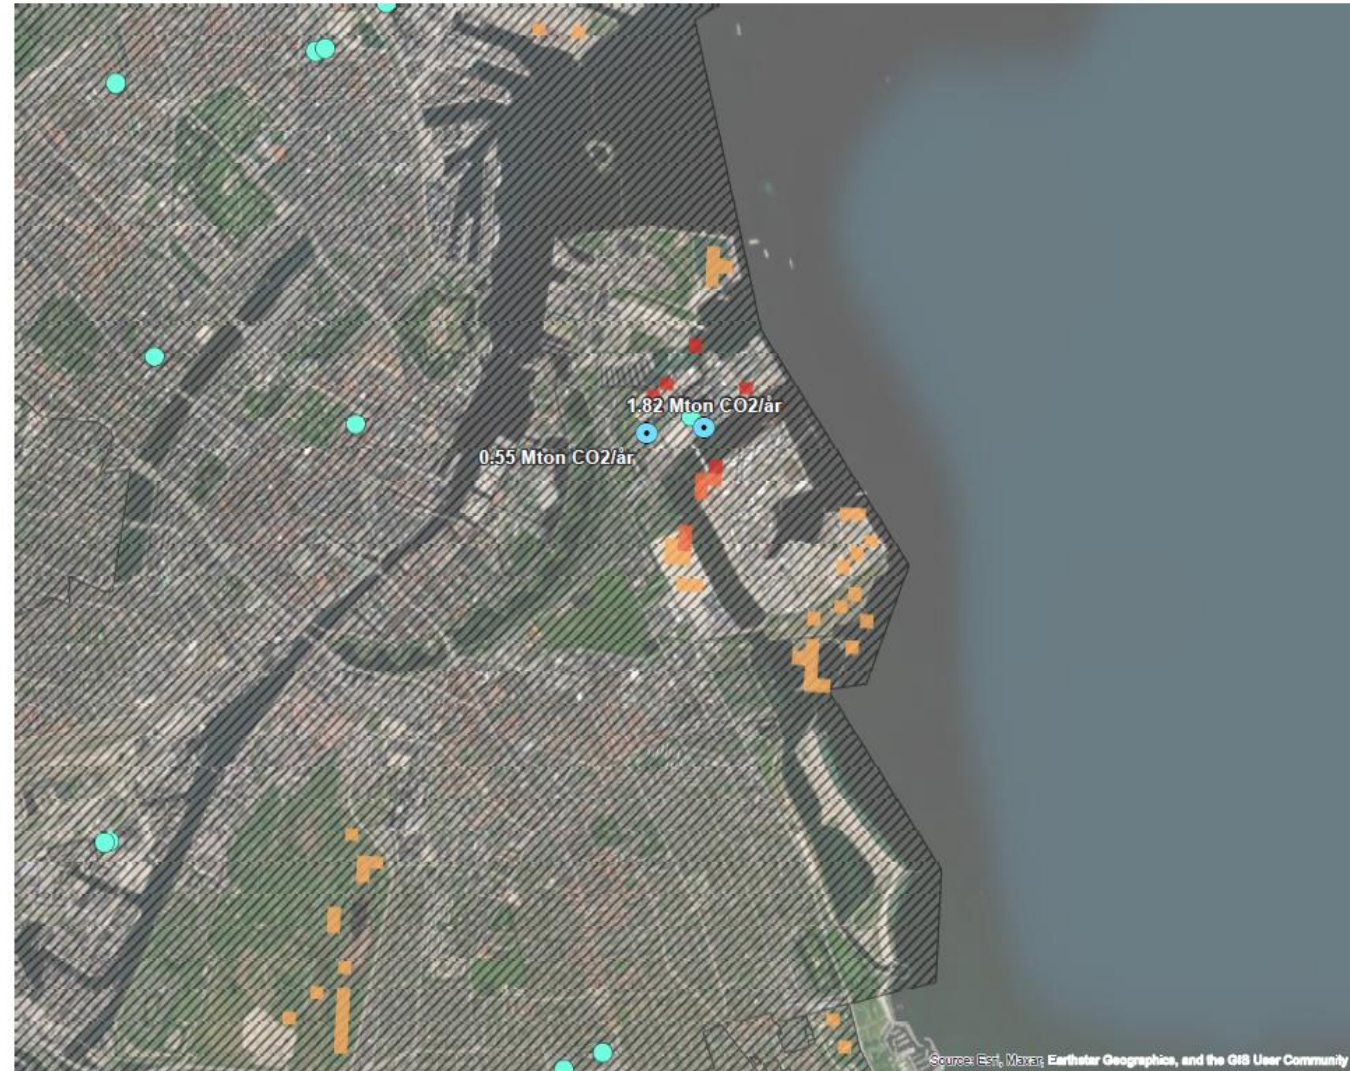 1.82 Mton CO2/år
0.55 Mton CO2/år
Source: Esri, Maxar, Earthstar Geographics, and the GIS User Community